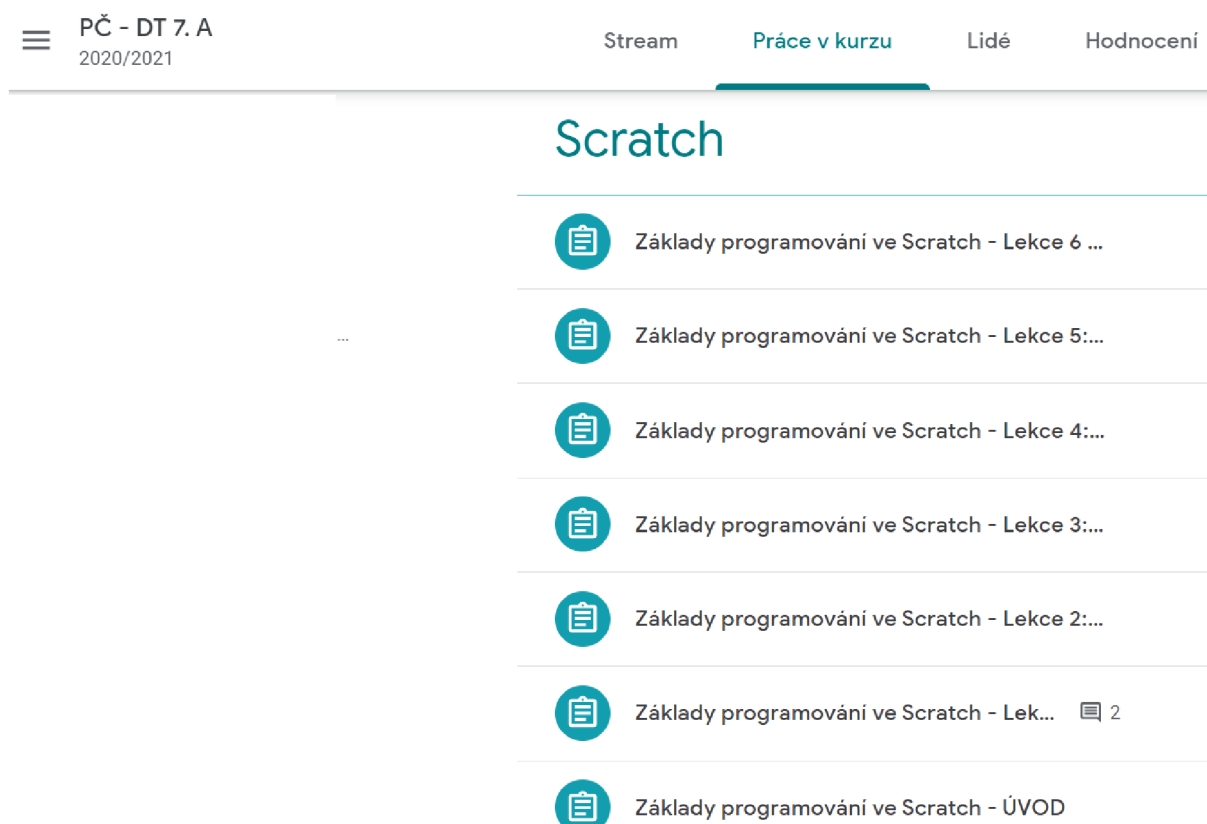 PČ - DT 7. A
2020/2021
Stream Práce v kurzu Lidé Hodnocení
Scratch
Základy programování ve Scratch - Lekce 6 ...
...
Základy programování ve Scratch - Lekce 5:...
Základy programování ve Scratch - Lekce 4:...
Základy programování ve Scratch - Lekce 3:...
Základy programování ve Scratch - Lekce 2:...
Základy programování ve Scratch - Lek... 2
Základy programování ve Scratch - ÚVOD